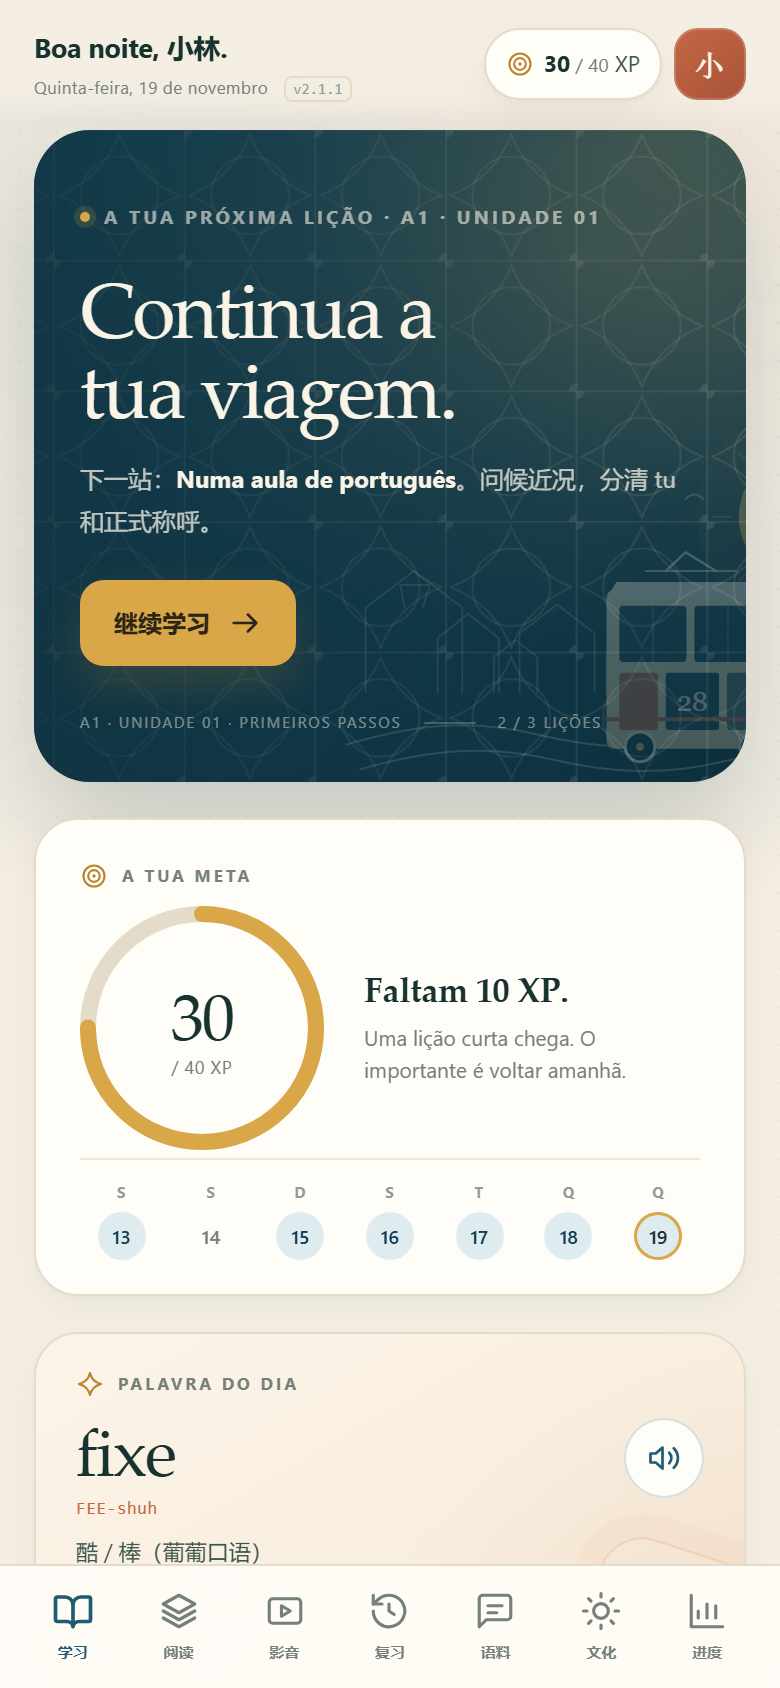 Boa noite, 小林.
Quinta-feira, 19 de novembro v2.1.1
30 / 40 XP
小
A TUA PRÓXIMA LIÇÃO · A1 · UNIDADE 01
Continua a
tua viagem.
下一站：Numa aula de português。问候近况，分清 tu
和正式称呼。
继续学习
28
A1 · UNIDADE 01 · PRIMEIROS PASSOS
2 / 3 LIÇÕES
A TUA META
30
/ 40 XP
Faltam 10 XP.
Uma lição curta chega. O
importante é voltar amanhã.
S S D S T Q Q
13 14 15 16 17 18 19
PALAVRA DO DIA
fixe
FEE-shuh
酷 / 棒（葡葡口语）
学习 阅读 影音 复习 语料 文化 进度